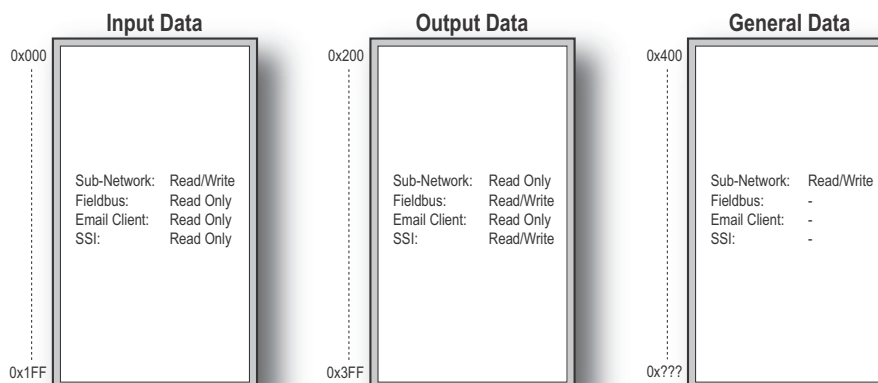 Input Data
0x000
Sub-Network: Read/Write
Fieldbus: Read Only
Email Client: Read Only
SSI: Read Only
0x1FF
Output Data
0x200
Sub-Network: Read Only
Fieldbus: Read/Write
Email Client: Read Only
SSI: Read/Write
0x3FF
General Data
0x400
Sub-Network: Read/Write
Fieldbus: -
Email Client: -
SSI: -
0x???